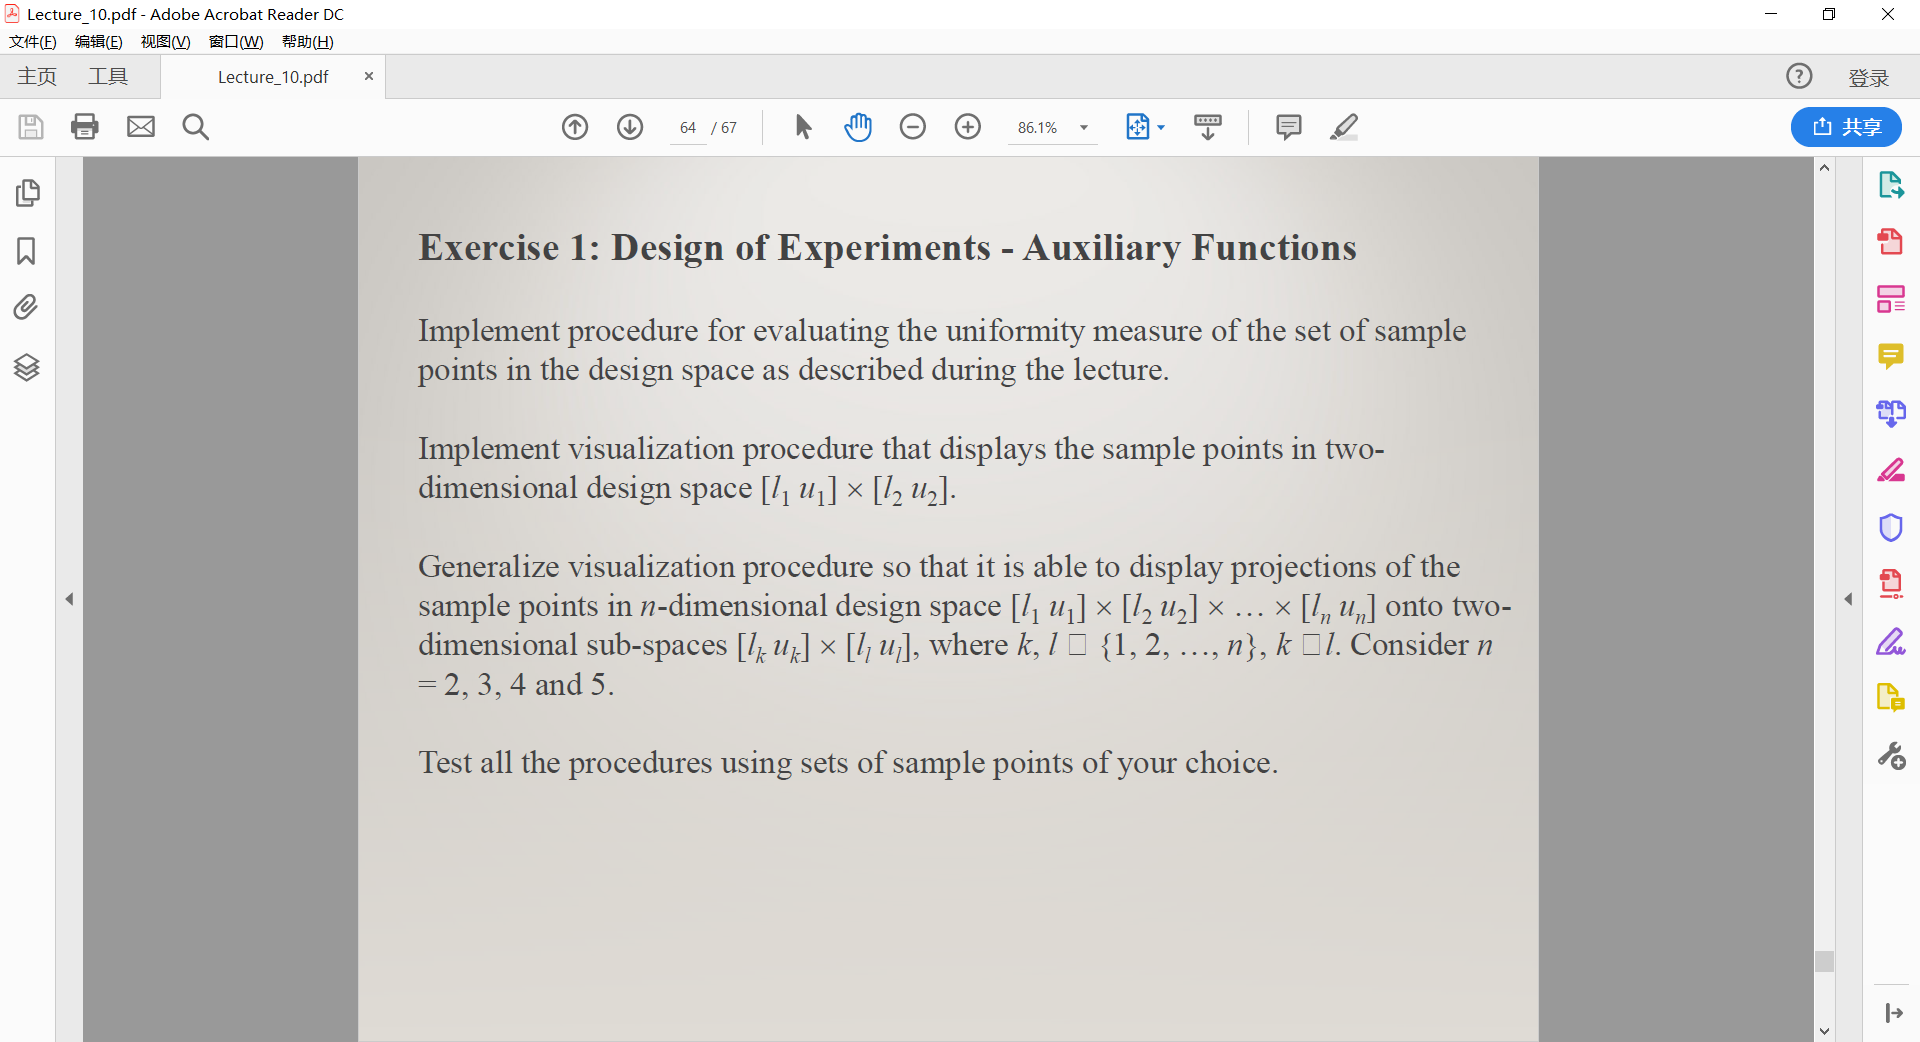 Lecture_10.pdf - Adobe Acrobat Reader DC
文件(F) 编辑(E) 视图(V) 窗口(W) 帮助(H)
主页 工具 Lecture_10.pdf × 登录
64 / 67 86.1% 共享
Exercise 1: Design of Experiments - Auxiliary Functions
Implement procedure for evaluating the uniformity measure of the set of sample
points in the design space as described during the lecture.
Implement visualization procedure that displays the sample points in two-
dimensional design space [l₁ u₁] × [l₂ u₂].
Generalize visualization procedure so that it is able to display projections of the
sample points in n-dimensional design space [l₁ u₁] × [l₂ u₂] × … × [lₙ uₙ] onto two-
dimensional sub-spaces [lₖ uₖ] × [lₗ uₗ], where k, l □ {1, 2, …, n}, k □l. Consider n
= 2, 3, 4 and 5.
Test all the procedures using sets of sample points of your choice.